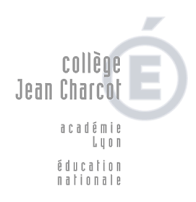 collège
Jean Charcot
É
académie
Lyon
éducation
nationale